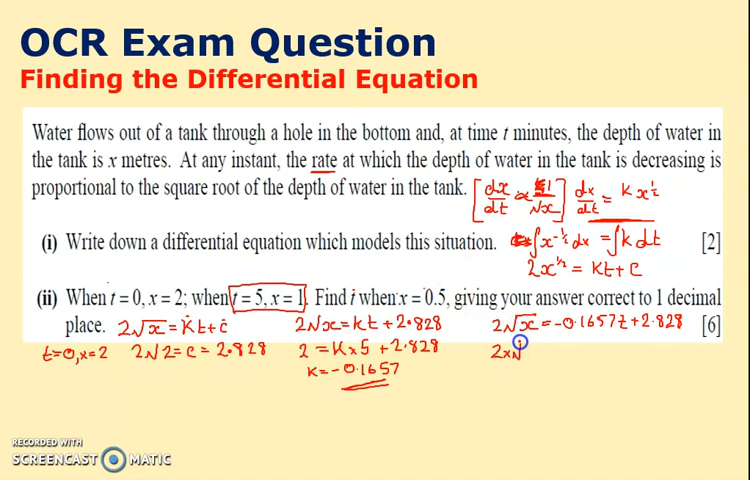 OCR Exam Question
Finding the Differential Equation
Water flows out of a tank through a hole in the bottom and, at time t minutes, the depth of water in
the tank is x metres. At any instant, the rate at which the depth of water in the tank is decreasing is
proportional to the square root of the depth of water in the tank.
[dx/dt ∝ 1/√x] dx/dt = K x^½
(i) Write down a differential equation which models this situation. [2]
∫x^-½ dx = ∫k dt
2x^½ = Kt + c
(ii) When t = 0, x = 2; when t = 5, x = 1. Find t when x = 0.5, giving your answer correct to 1 decimal
place. [6]
2√x = Kt + c
t=0, x=2 2√2 = c = 2.828
2√x = kt + 2.828
2 = K×5 + 2.828
K = -0.1657
2√x = -0.1657t + 2.828
2×√
RECORDED WITH
SCREENCAST MATIC